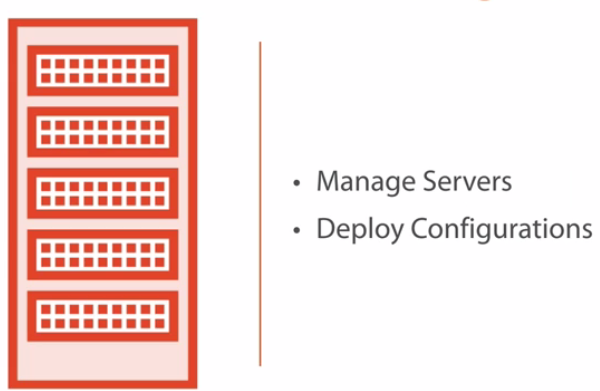 • Manage Servers
• Deploy Configurations